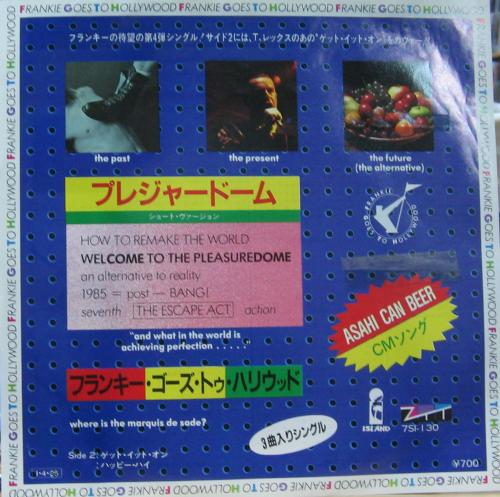 FRANKIE GOES TO HOLLYWOOD FRANKIE GOES TO HOLLYWOOD FRANKIE GOES TO HOLLYWOOD
フランキーの待望の第4弾シングル!サイド2には、T.レックスのあの"ゲット・イット・オン"をカヴァー
the past
the present
the future
(the alternative)
プレジャードーム
ショート・ヴァージョン
FRANKIE GOES TO HOLLYWOOD
HOW TO REMAKE THE WORLD
WELCOME TO THE PLEASUREDOME
an alternative to reality
1985 = post — BANG!
seventh THE ESCAPE ACT action
ASAHI CAN BEER
CMソング
"and what in the world is
achieving perfection . . . . . "
フランキー・ゴーズ・トゥ・ハリウッド
where is the marquis de sade?
3曲入りシングル
ISLAND
ZTT
7SI-130
Side 2: ゲット・イット・オン
: ハッピー・ハイ
¥700